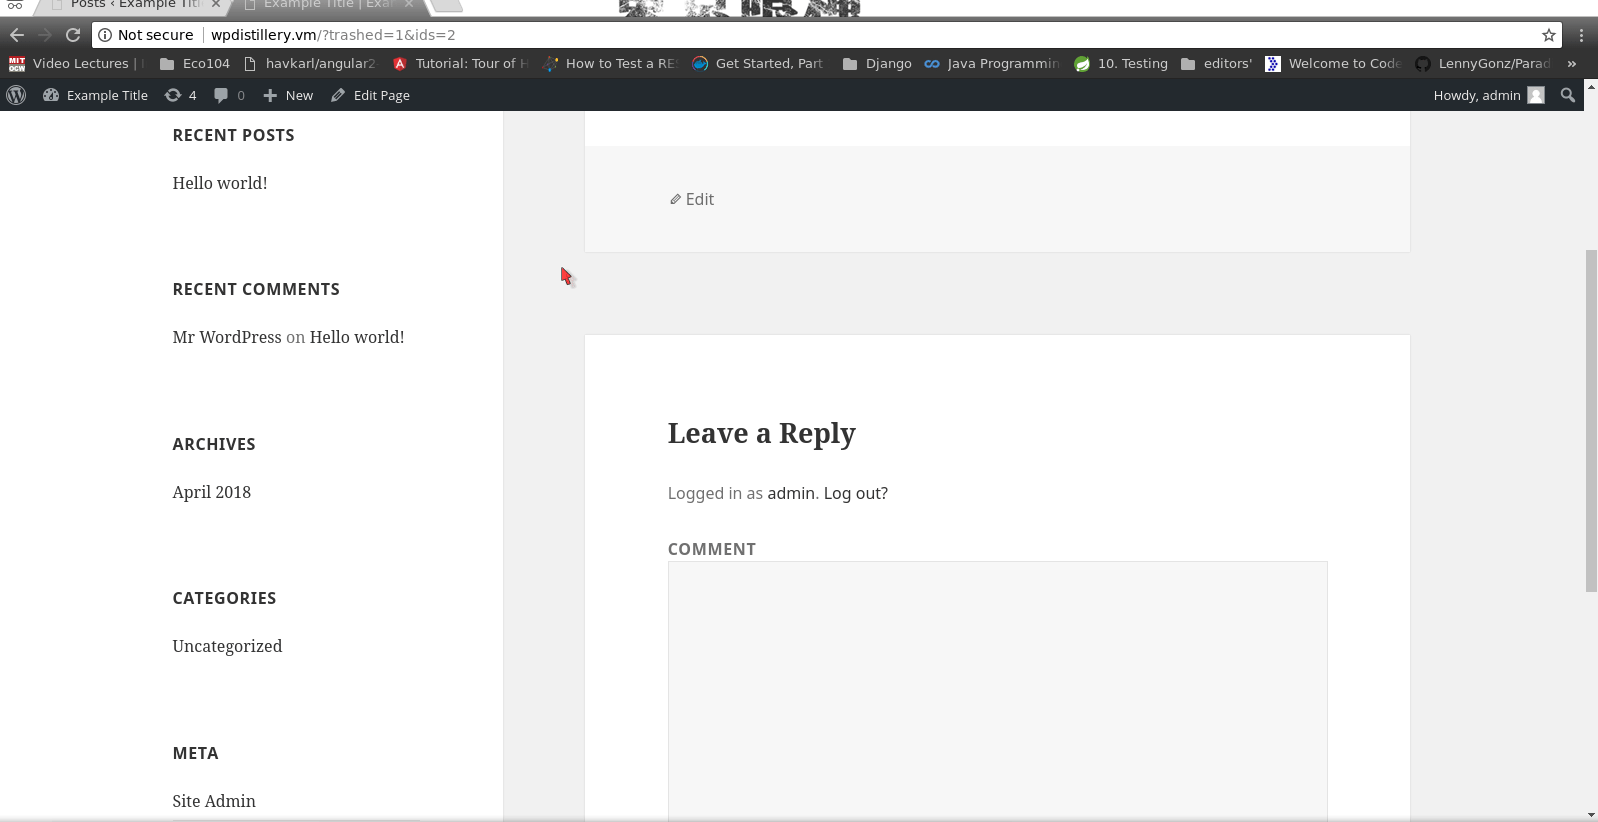 Posts ‹ Example Titl
Example Title | Exa
Not secure wpdistillery.vm/?trashed=1&ids=2
MIT OCW Video Lectures | Eco104 havkarl/angular2 Tutorial: Tour of H How to Test a RES Get Started, Part Django Java Programmin 10. Testing editors' Welcome to Code LennyGonz/Parad »
Example Title 4 0 New Edit Page Howdy, admin
RECENT POSTS
Hello world!
RECENT COMMENTS
Mr WordPress on Hello world!
ARCHIVES
April 2018
CATEGORIES
Uncategorized
META
Site Admin
Edit
Leave a Reply
Logged in as admin. Log out?
COMMENT